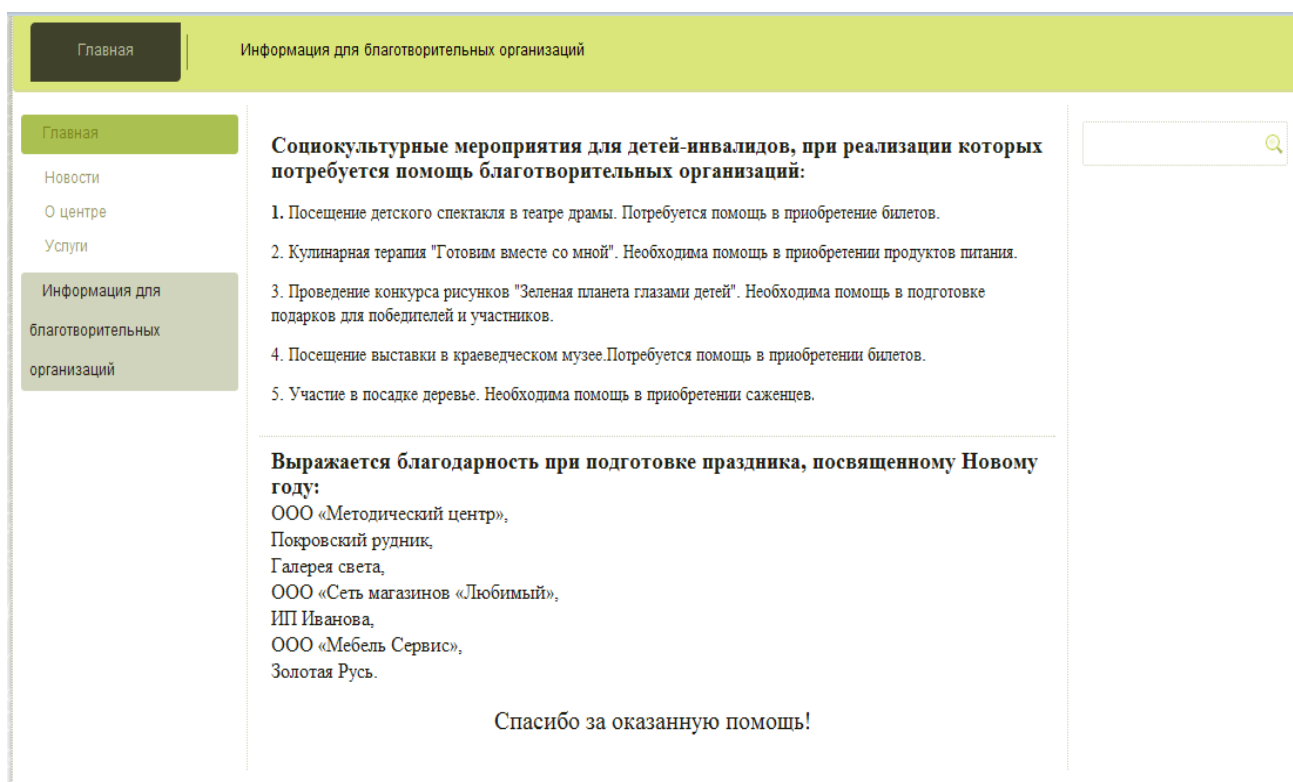 Главная
Информация для благотворительных организаций
Главная
Новости
О центре
Услуги
Информация для
благотворительных
организаций
Социокультурные мероприятия для детей-инвалидов, при реализации которых
потребуется помощь благотворительных организаций:
1. Посещение детского спектакля в театре драмы. Потребуется помощь в приобретение билетов.
2. Кулинарная терапия "Готовим вместе со мной". Необходима помощь в приобретении продуктов питания.
3. Проведение конкурса рисунков "Зеленая планета глазами детей". Необходима помощь в подготовке
подарков для победителей и участников.
4. Посещение выставки в краеведческом музее.Потребуется помощь в приобретении билетов.
5. Участие в посадке деревье. Необходима помощь в приобретении саженцев.
Выражается благодарность при подготовке праздника, посвященному Новому
году:
ООО «Методический центр»,
Покровский рудник,
Галерея света,
ООО «Сеть магазинов «Любимый»,
ИП Иванова,
ООО «Мебель Сервис»,
Золотая Русь.
Спасибо за оказанную помощь!